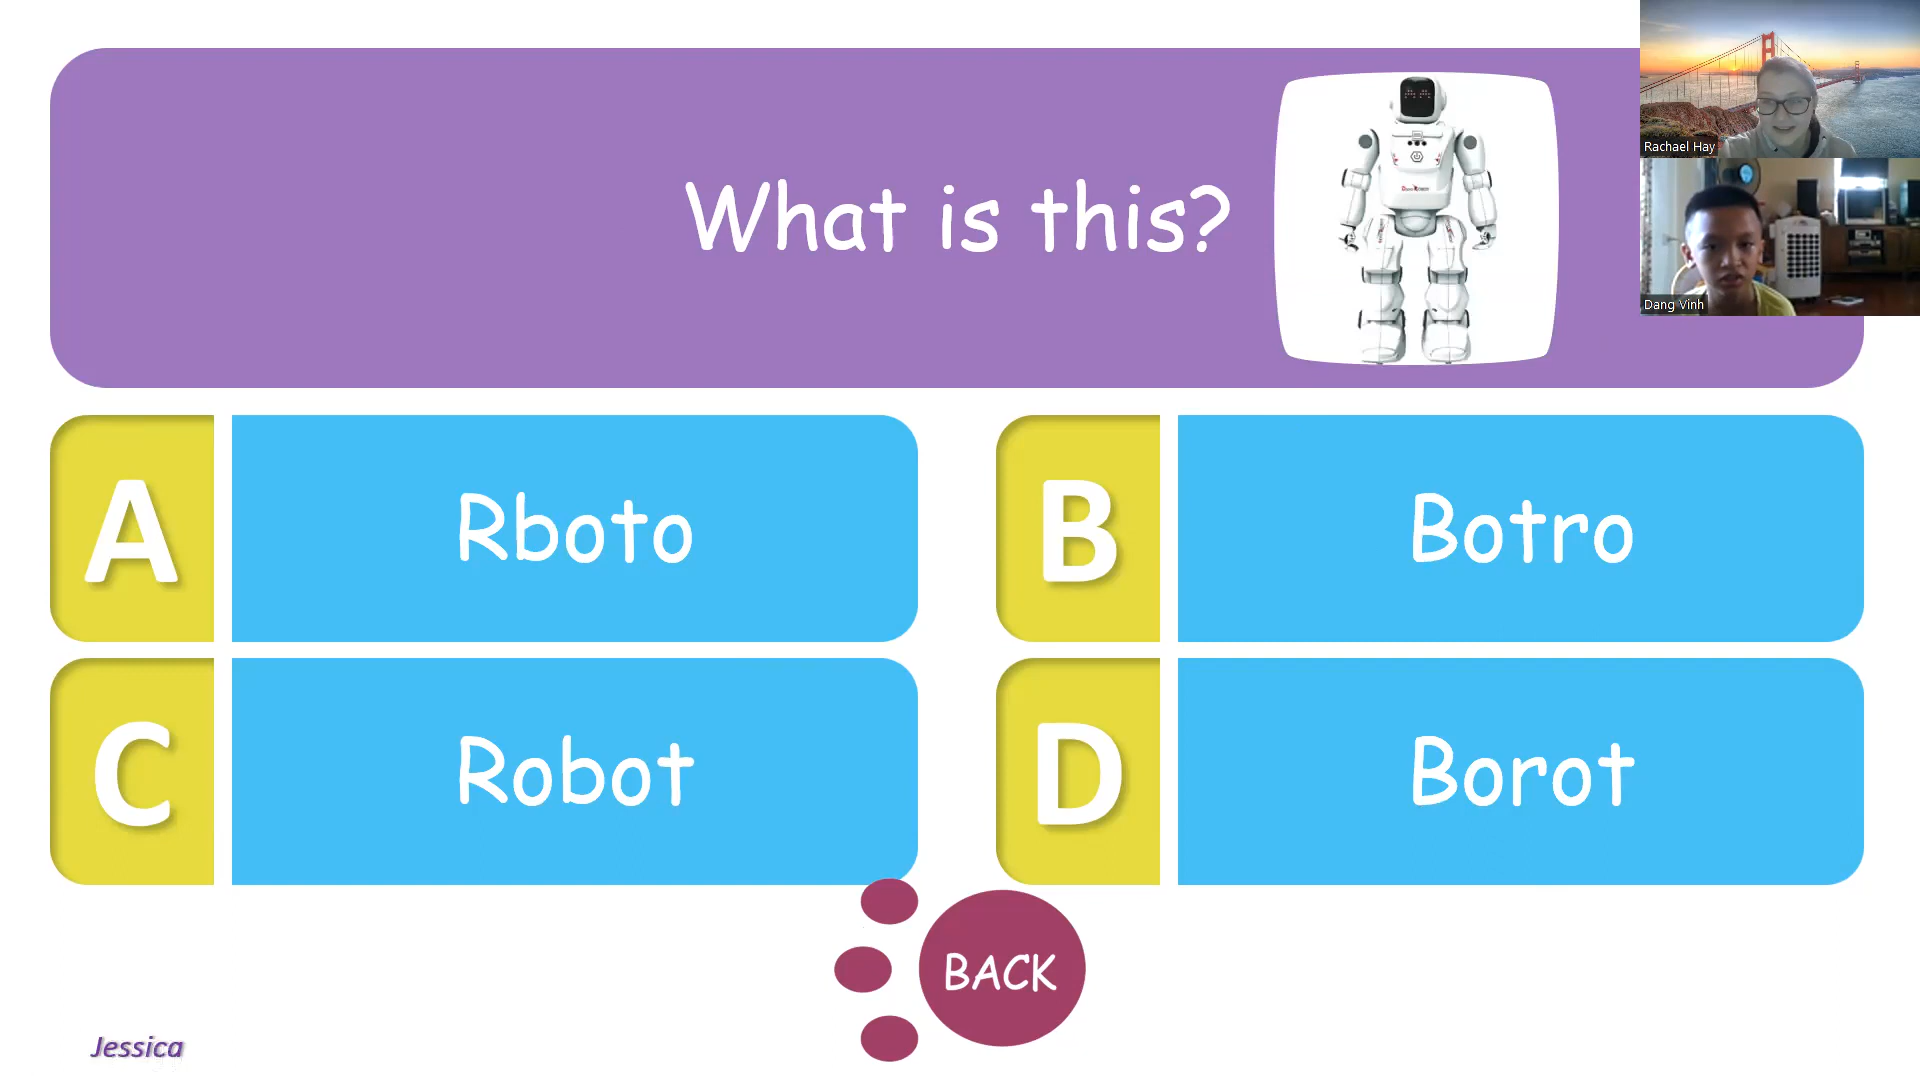 What is this?
Rachael Hay
Dang Vinh
A
Rboto
B
Botro
C
Robot
D
Borot
BACK
Jessica